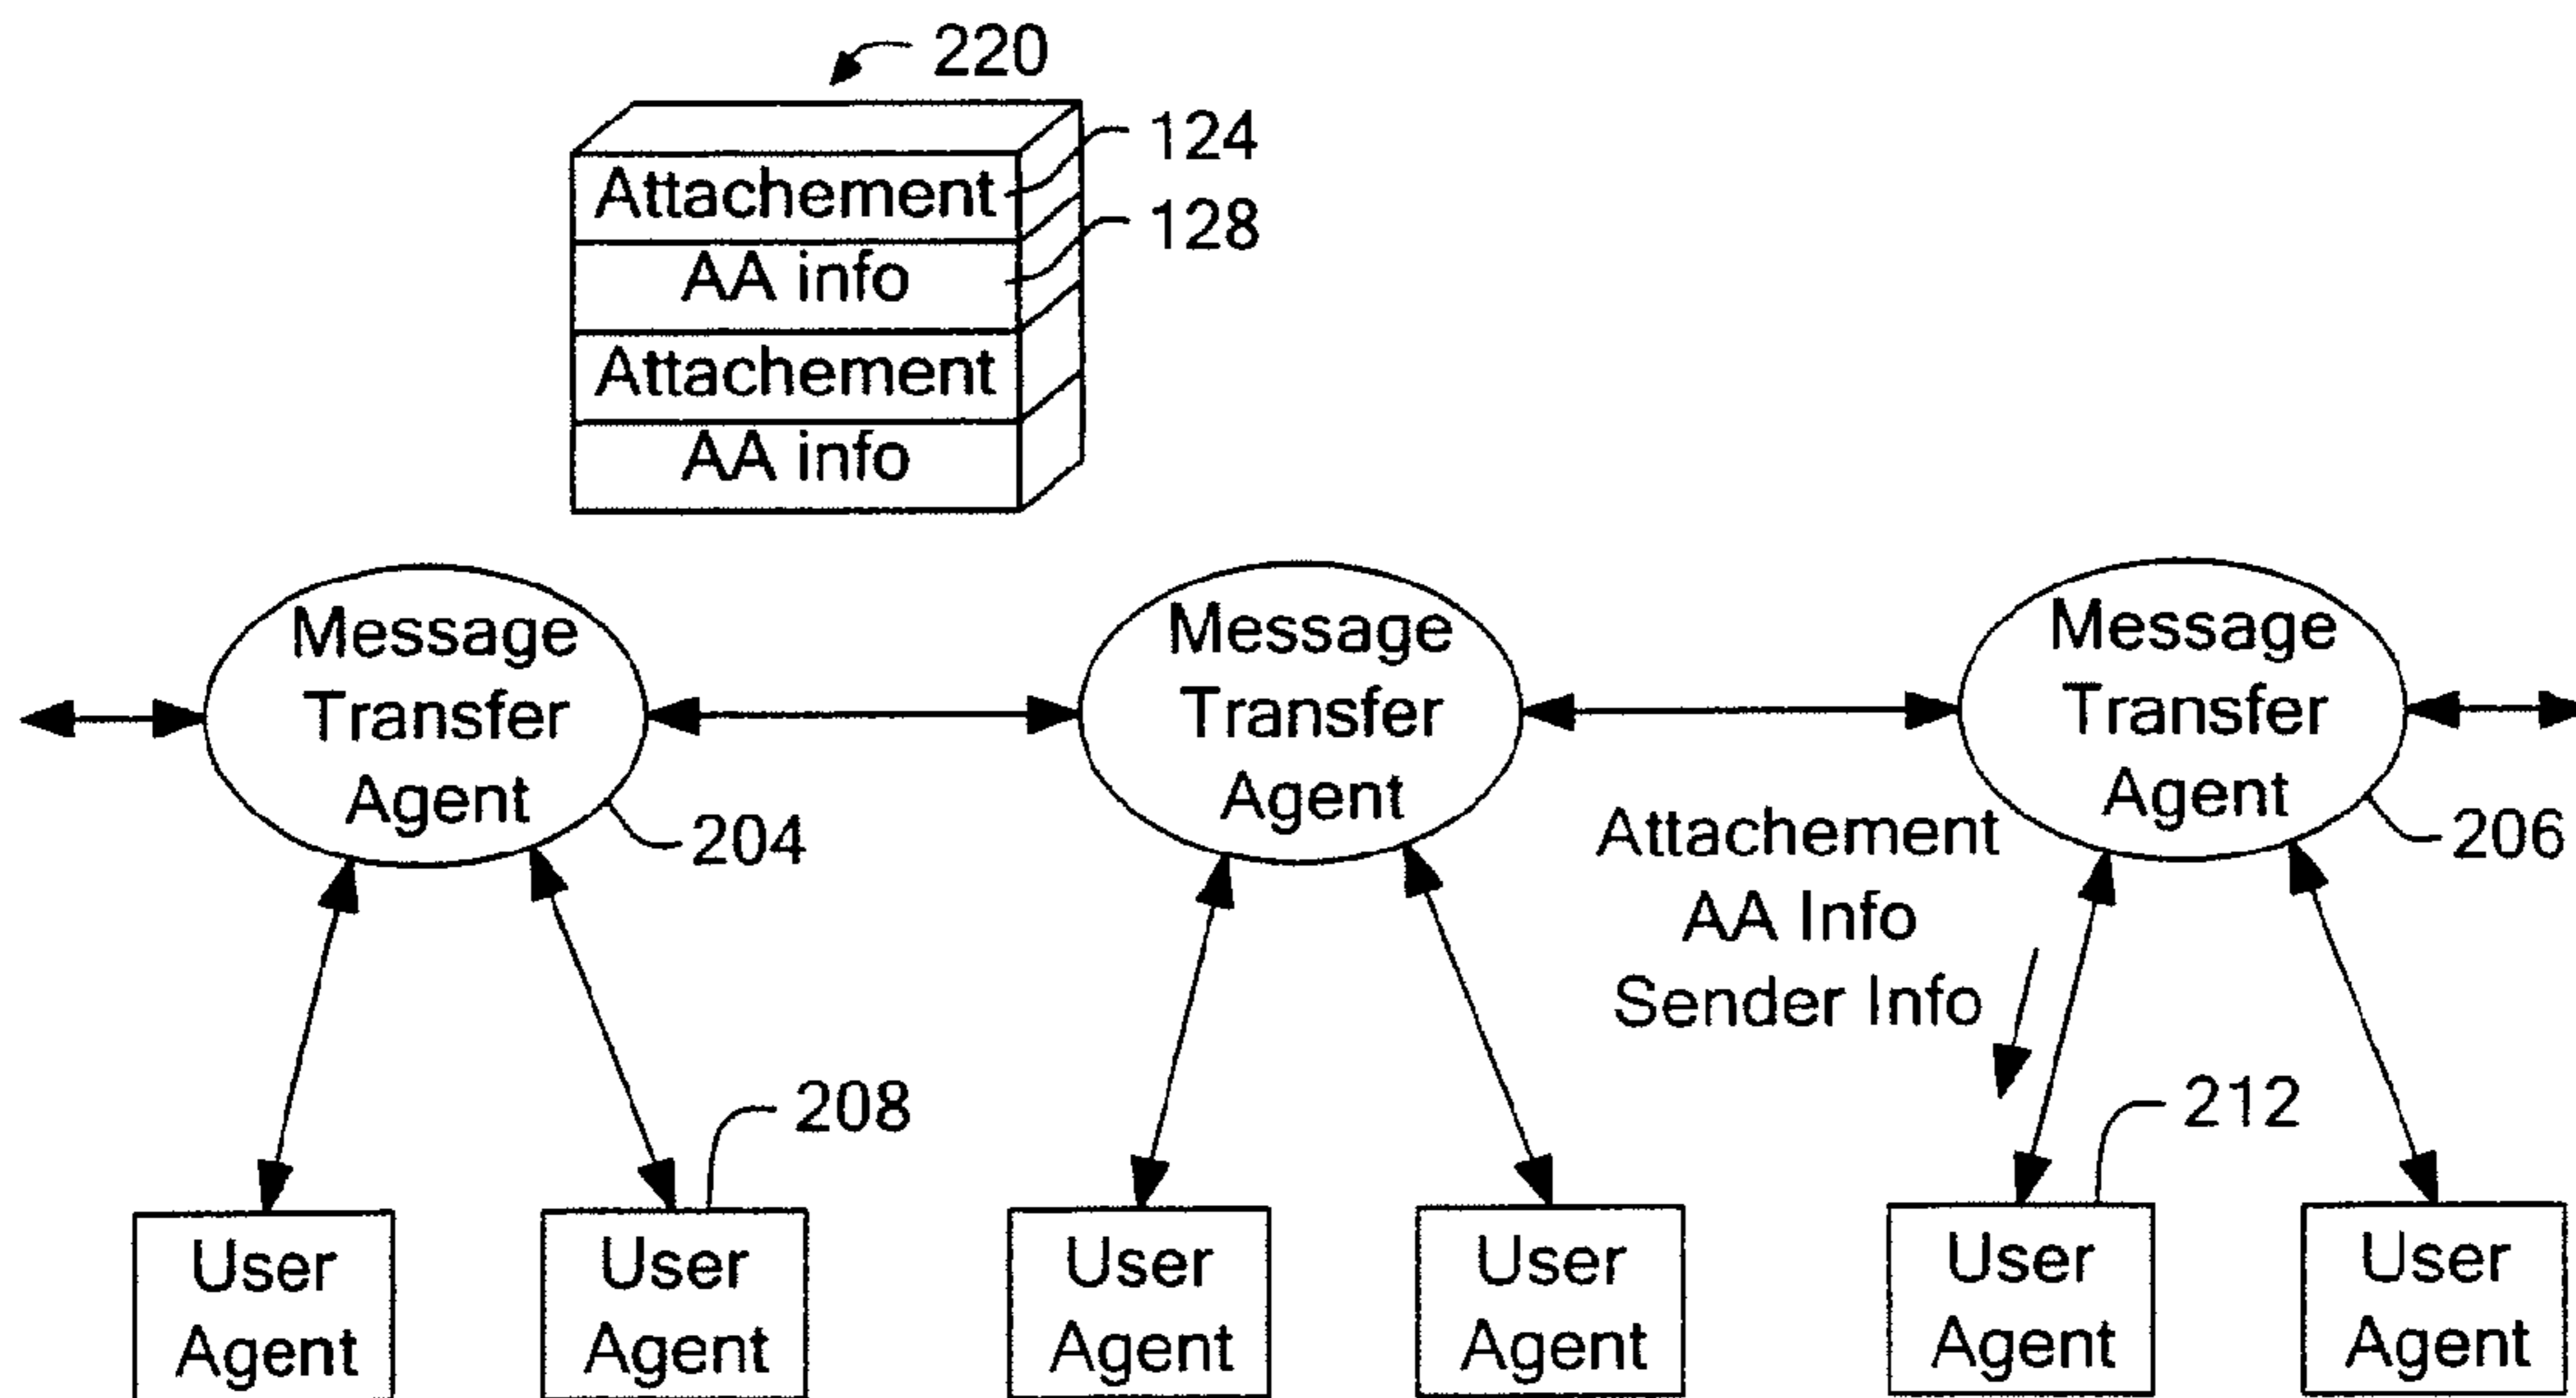 220
Attachement
124
AA info
128
Attachement
AA info
Message
Transfer
Agent
204
Message
Transfer
Agent
Message
Transfer
Agent
206
Attachement
AA Info
Sender Info
208
212
User
Agent
User
Agent
User
Agent
User
Agent
User
Agent
User
Agent